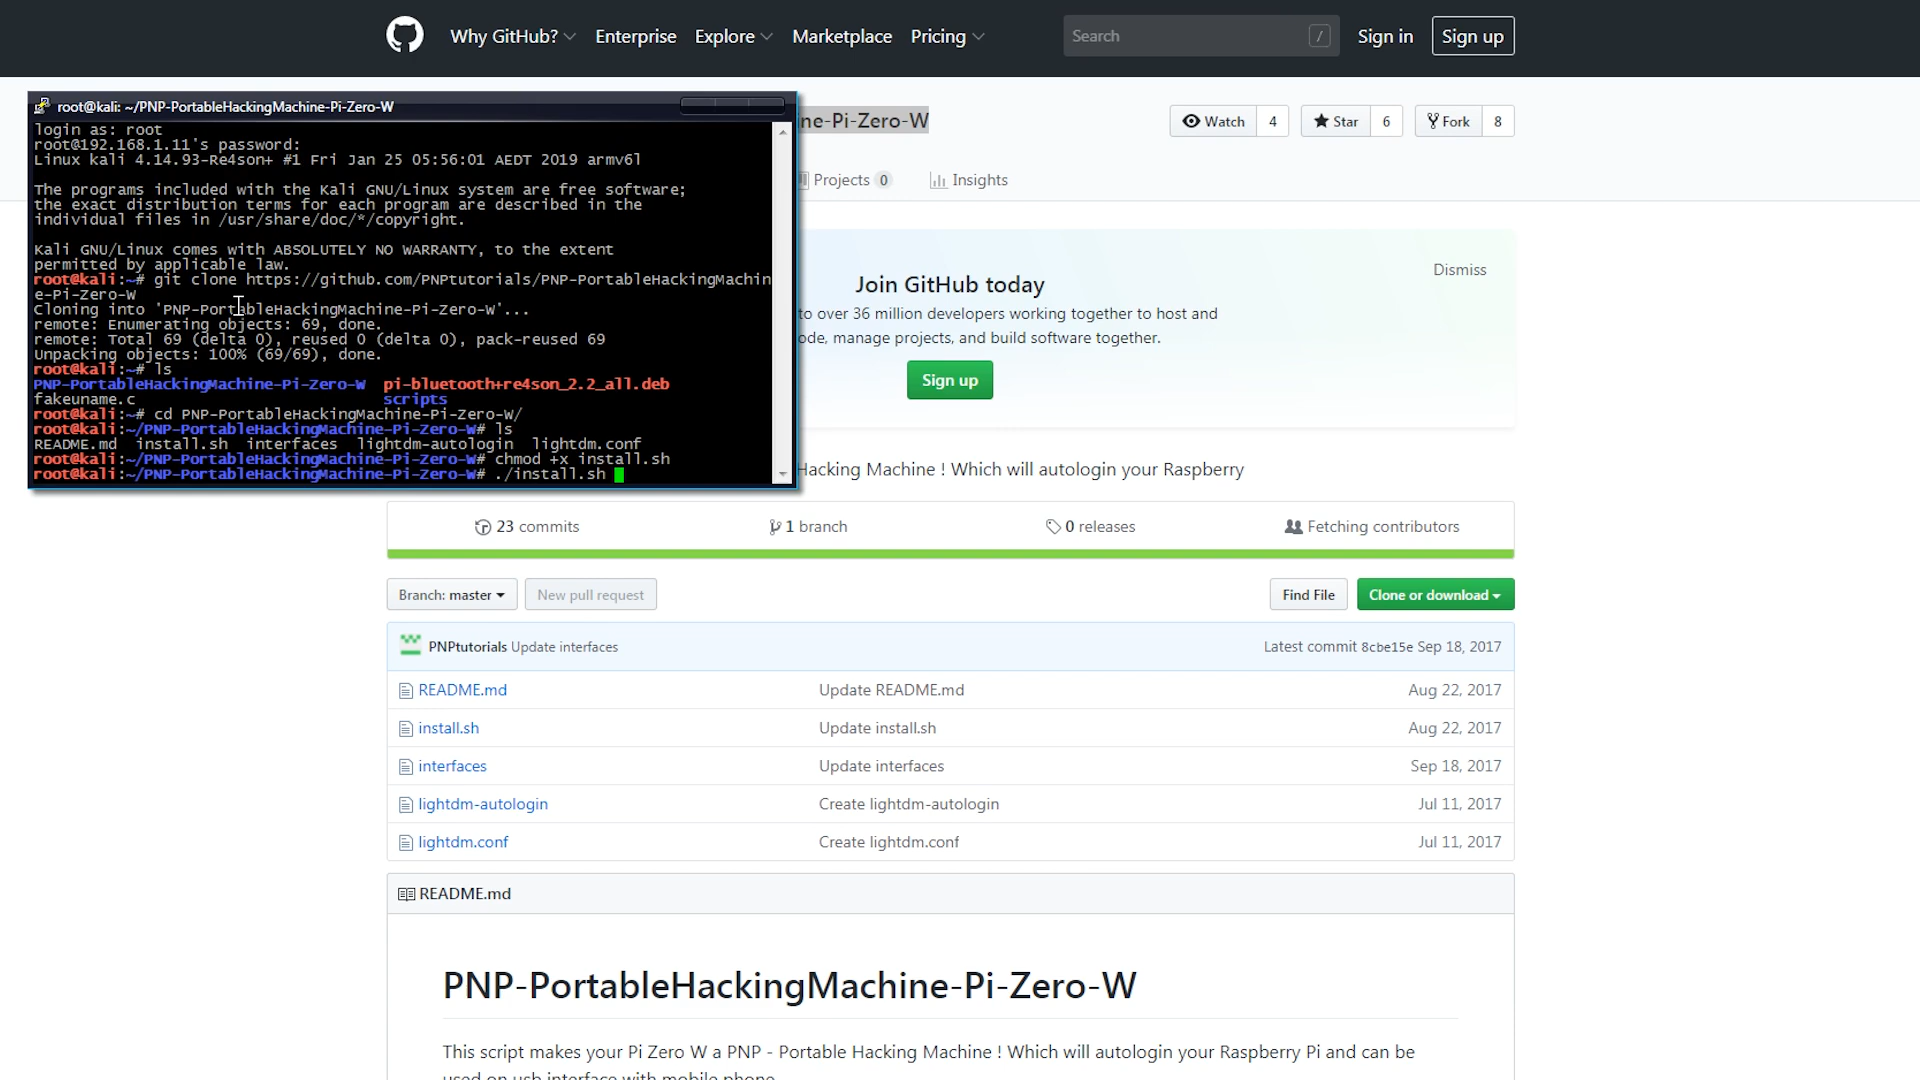 Why GitHub? Enterprise Explore Marketplace Pricing Search / Sign in Sign up
root@kali: ~/PNP-PortableHackingMachine-Pi-Zero-W
login as: root
root@192.168.1.11's password:
Linux kali 4.14.93-Re4son+ #1 Fri Jan 25 05:56:01 AEDT 2019 armv6l
The programs included with the Kali GNU/Linux system are free software;
the exact distribution terms for each program are described in the
individual files in /usr/share/doc/*/copyright.
Kali GNU/Linux comes with ABSOLUTELY NO WARRANTY, to the extent
permitted by applicable law.
root@kali:~# git clone https://github.com/PNPtutorials/PNP-PortableHackingMachin
e-Pi-Zero-W
Cloning into 'PNP-PortableHackingMachine-Pi-Zero-W'...
remote: Enumerating objects: 69, done.
remote: Total 69 (delta 0), reused 0 (delta 0), pack-reused 69
Unpacking objects: 100% (69/69), done.
root@kali:~# ls
PNP-PortableHackingMachine-Pi-Zero-W pi-bluetooth+re4son_2.2_all.deb
fakeuname.c scripts
root@kali:~# cd PNP-PortableHackingMachine-Pi-Zero-W/
root@kali:~/PNP-PortableHackingMachine-Pi-Zero-W# ls
README.md install.sh interfaces lightdm-autologin lightdm.conf
root@kali:~/PNP-PortableHackingMachine-Pi-Zero-W# chmod +x install.sh
root@kali:~/PNP-PortableHackingMachine-Pi-Zero-W# ./install.sh
ne-Pi-Zero-W
Watch 4 Star 6 Fork 8
Projects 0 Insights
Join GitHub today
Dismiss
to over 36 million developers working together to host and
ode, manage projects, and build software together.
Sign up
Hacking Machine ! Which will autologin your Raspberry
23 commits 1 branch 0 releases Fetching contributors
Branch: master New pull request Find File Clone or download
PNPtutorials Update interfaces Latest commit 8cbe15e Sep 18, 2017
README.md Update README.md Aug 22, 2017
install.sh Update install.sh Aug 22, 2017
interfaces Update interfaces Sep 18, 2017
lightdm-autologin Create lightdm-autologin Jul 11, 2017
lightdm.conf Create lightdm.conf Jul 11, 2017
README.md
PNP-PortableHackingMachine-Pi-Zero-W
This script makes your Pi Zero W a PNP - Portable Hacking Machine ! Which will autologin your Raspberry Pi and can be
used on usb interface with mobile phone